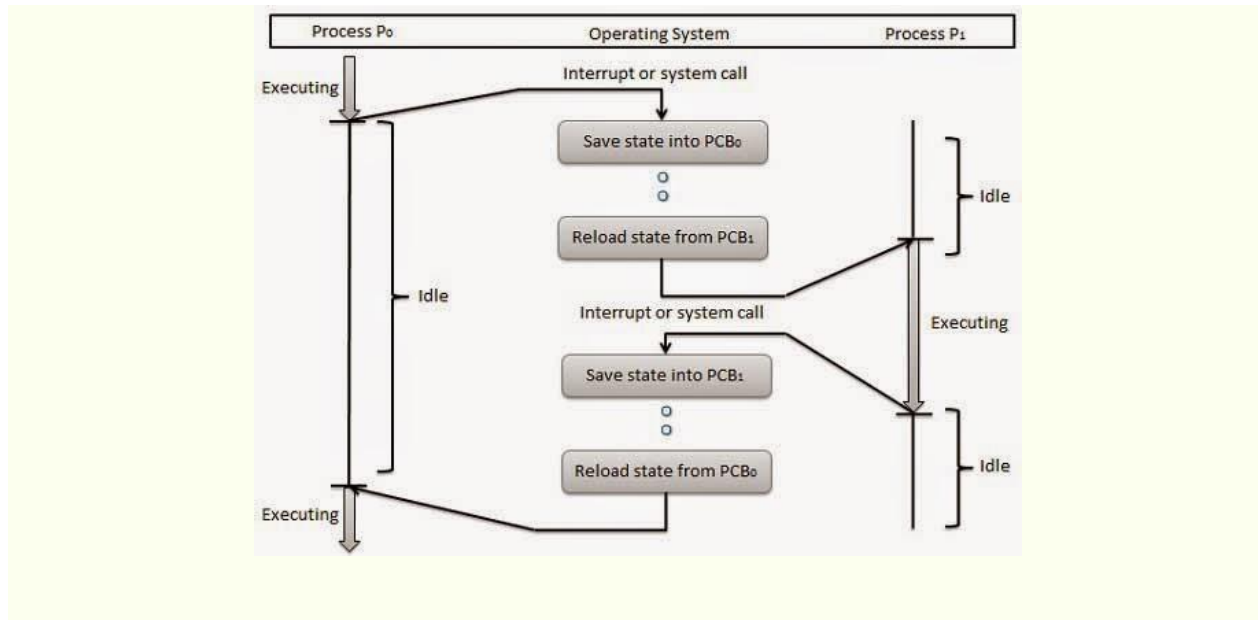 Process P₀ Operating System Process P₁
Interrupt or system call
Executing
Save state into PCB₀
Idle
Reload state from PCB₁
Idle
Interrupt or system call
Executing
Save state into PCB₁
Idle
Reload state from PCB₀
Executing